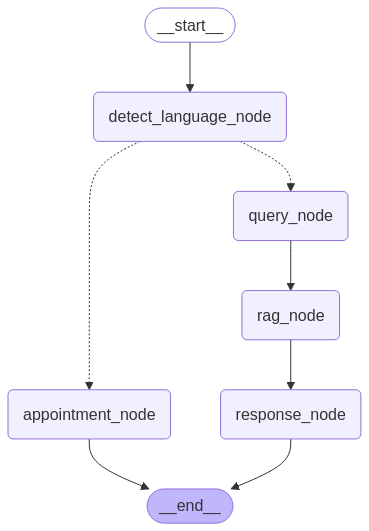 __start__
detect_language_node
query_node
rag_node
appointment_node
response_node
__end__